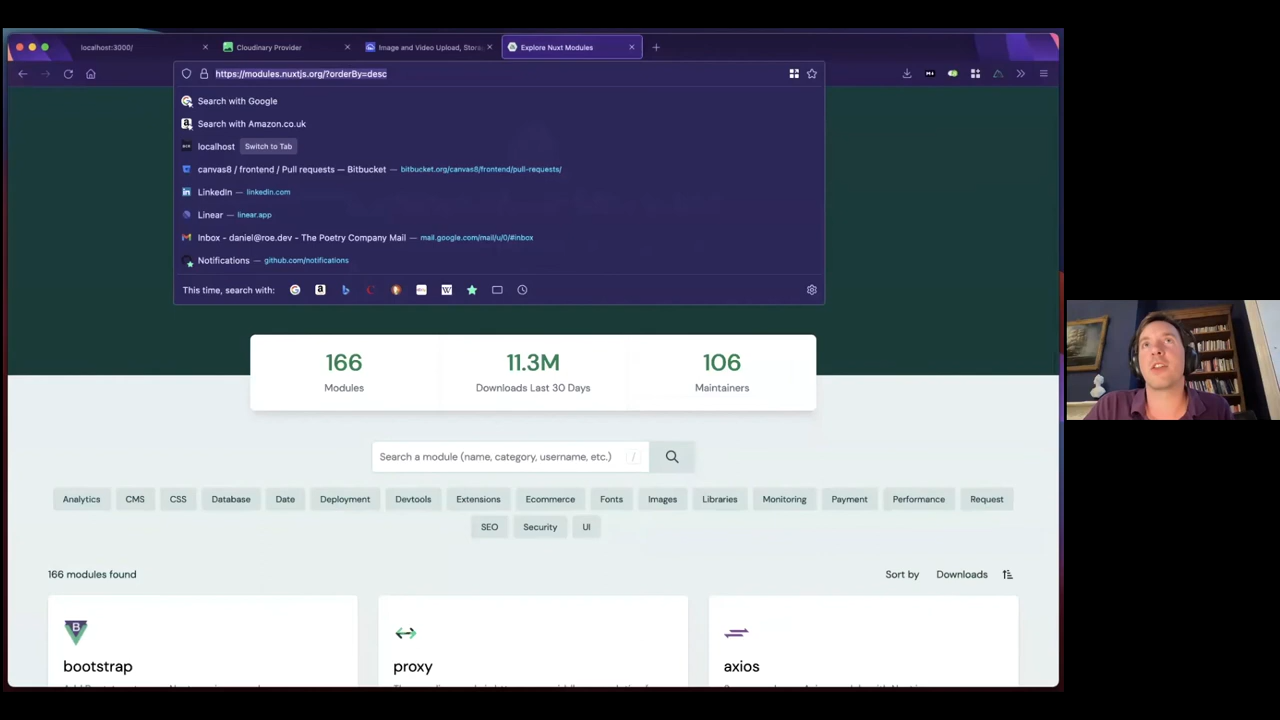 localhost:3000/
Cloudinary Provider
Image and Video Upload, Stora
Explore Nuxt Modules
https://modules.nuxtjs.org/?orderBy=desc
Search with Google
Search with Amazon.co.uk
localhost Switch to Tab
canvas8 / frontend / Pull requests — Bitbucket — bitbucket.org/canvas8/frontend/pull-requests/
LinkedIn — linkedin.com
Linear — linear.app
Inbox - daniel@roe.dev - The Poetry Company Mail — mail.google.com/mail/u/0/#inbox
Notifications — github.com/notifications
This time, search with:
166 11.3M 106
Modules Downloads Last 30 Days Maintainers
Search a module (name, category, username, etc.) /
Analytics CMS CSS Database Date Deployment Devtools Extensions Ecommerce Fonts Images Libraries Monitoring Payment Performance Request
SEO Security UI
166 modules found Sort by Downloads
bootstrap proxy axios